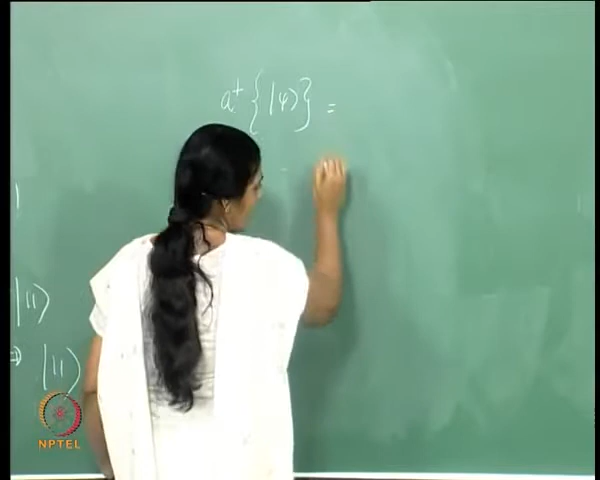 a† { |ψ⟩ } =
|
|11⟩
⇒ |11⟩
NPTEL